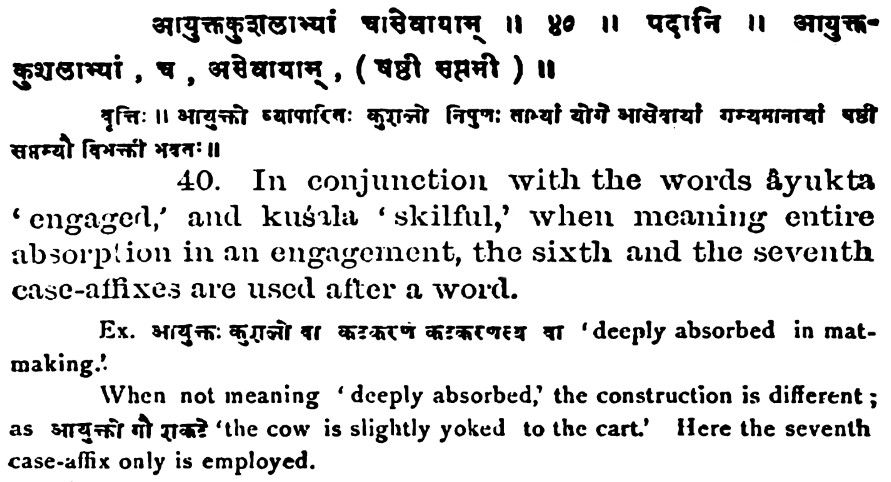 आयुक्तकुशलाभ्यां चासेवायाम् ॥ ४० ॥ पदानि ॥ आयुक्त-
कुशलाभ्यां , च , असेवायाम् , ( षष्ठी सप्तमी ) ॥
वृत्तिः ॥ आयुक्तो व्यापारितः कुशलो निपुणः ताभ्यां योगे आसेवायां गम्यमानायां षष्ठी
सप्तम्यौ विभक्ती भवतः ॥
40. In conjunction with the words âyukta
‘engaged,’ and kuśala ‘skilful,’ when meaning entire
absorption in an engagement, the sixth and the seventh
case-affixes are used after a word.
Ex. आयुक्तः कुशलो वा कटकरणे कटकरणस्य वा ‘deeply absorbed in mat-
making.’
When not meaning ‘deeply absorbed,’ the construction is different ;
as आयुक्तो गौ शकटे ‘the cow is slightly yoked to the cart.’ Here the seventh
case-affix only is employed.